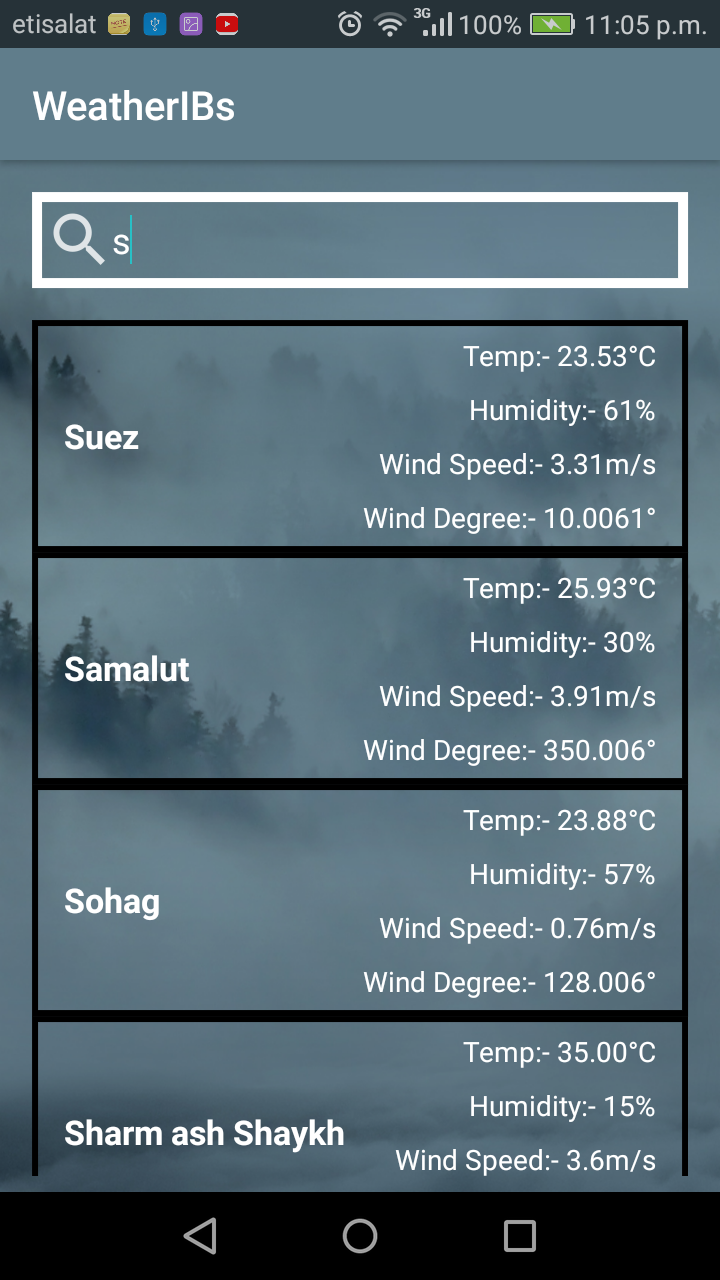 etisalat 3G 100% 11:05 p.m.
WeatherIBs
s
Temp:- 23.53°C
Humidity:- 61%
Suez
Wind Speed:- 3.31m/s
Wind Degree:- 10.0061°
Temp:- 25.93°C
Humidity:- 30%
Samalut
Wind Speed:- 3.91m/s
Wind Degree:- 350.006°
Temp:- 23.88°C
Humidity:- 57%
Sohag
Wind Speed:- 0.76m/s
Wind Degree:- 128.006°
Temp:- 35.00°C
Humidity:- 15%
Sharm ash Shaykh
Wind Speed:- 3.6m/s